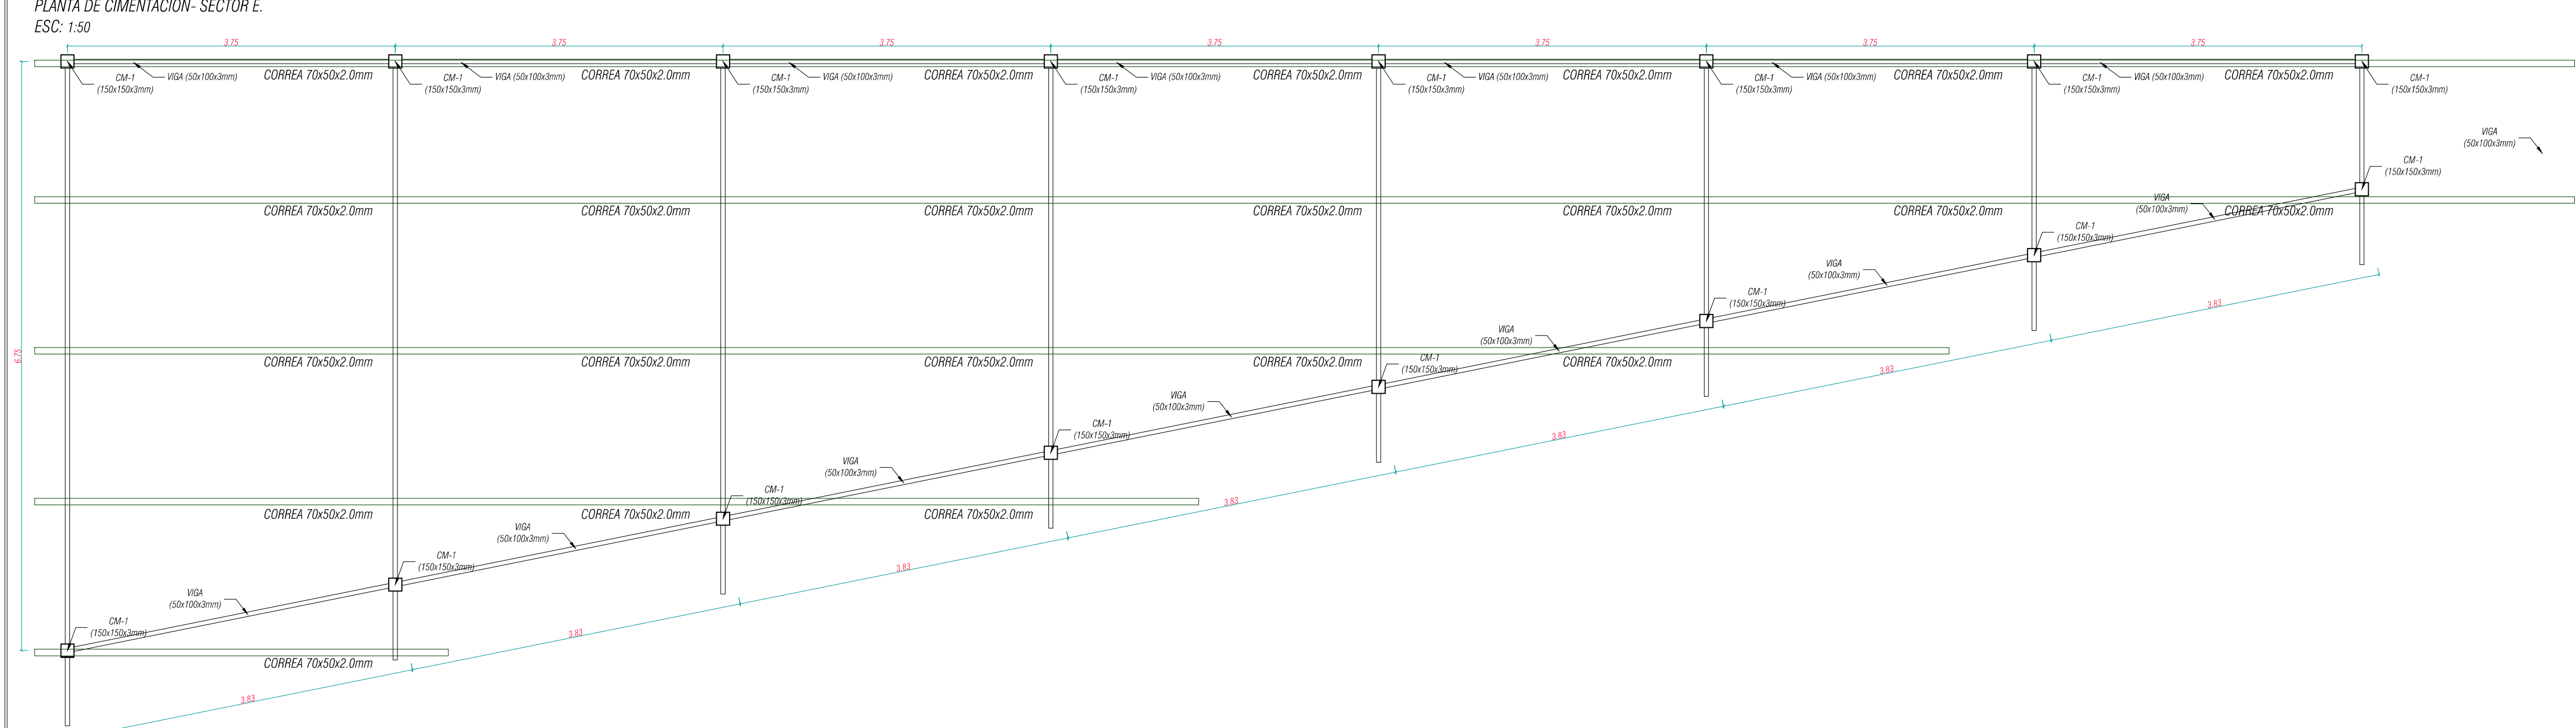 PLANTA DE CIMENTACIÓN- SECTOR E.
ESC: 1:50
3.75
3.75
3.75
3.75
3.75
3.75
3.75
CM-1
(150x150x3mm)
VIGA (50x100x3mm)
CORREA 70x50x2.0mm
CM-1
(150x150x3mm)
VIGA (50x100x3mm)
CORREA 70x50x2.0mm
CM-1
(150x150x3mm)
VIGA (50x100x3mm)
CORREA 70x50x2.0mm
CM-1
(150x150x3mm)
VIGA (50x100x3mm)
CORREA 70x50x2.0mm
CM-1
(150x150x3mm)
VIGA (50x100x3mm)
CORREA 70x50x2.0mm
CM-1
(150x150x3mm)
VIGA (50x100x3mm)
CORREA 70x50x2.0mm
CM-1
(150x150x3mm)
VIGA (50x100x3mm)
CORREA 70x50x2.0mm
CM-1
(150x150x3mm)
VIGA
(50x100x3mm)
CM-1
(150x150x3mm)
VIGA
(50x100x3mm)
CORREA 70x50x2.0mm
CORREA 70x50x2.0mm
CORREA 70x50x2.0mm
CORREA 70x50x2.0mm
CORREA 70x50x2.0mm
CORREA 70x50x2.0mm
CORREA 70x50x2.0mm
CM-1
(150x150x3mm)
VIGA
(50x100x3mm)
CM-1
(150x150x3mm)
3.83
VIGA
(50x100x3mm)
6.75
CORREA 70x50x2.0mm
CORREA 70x50x2.0mm
CORREA 70x50x2.0mm
CORREA 70x50x2.0mm
CORREA 70x50x2.0mm
CM-1
(150x150x3mm)
3.83
VIGA
(50x100x3mm)
CM-1
(150x150x3mm)
3.83
VIGA
(50x100x3mm)
CM-1
(150x150x3mm)
3.83
CORREA 70x50x2.0mm
CORREA 70x50x2.0mm
CORREA 70x50x2.0mm
VIGA
(50x100x3mm)
CM-1
(150x150x3mm)
3.83
VIGA
(50x100x3mm)
CM-1
(150x150x3mm)
3.83
CORREA 70x50x2.0mm
3.83